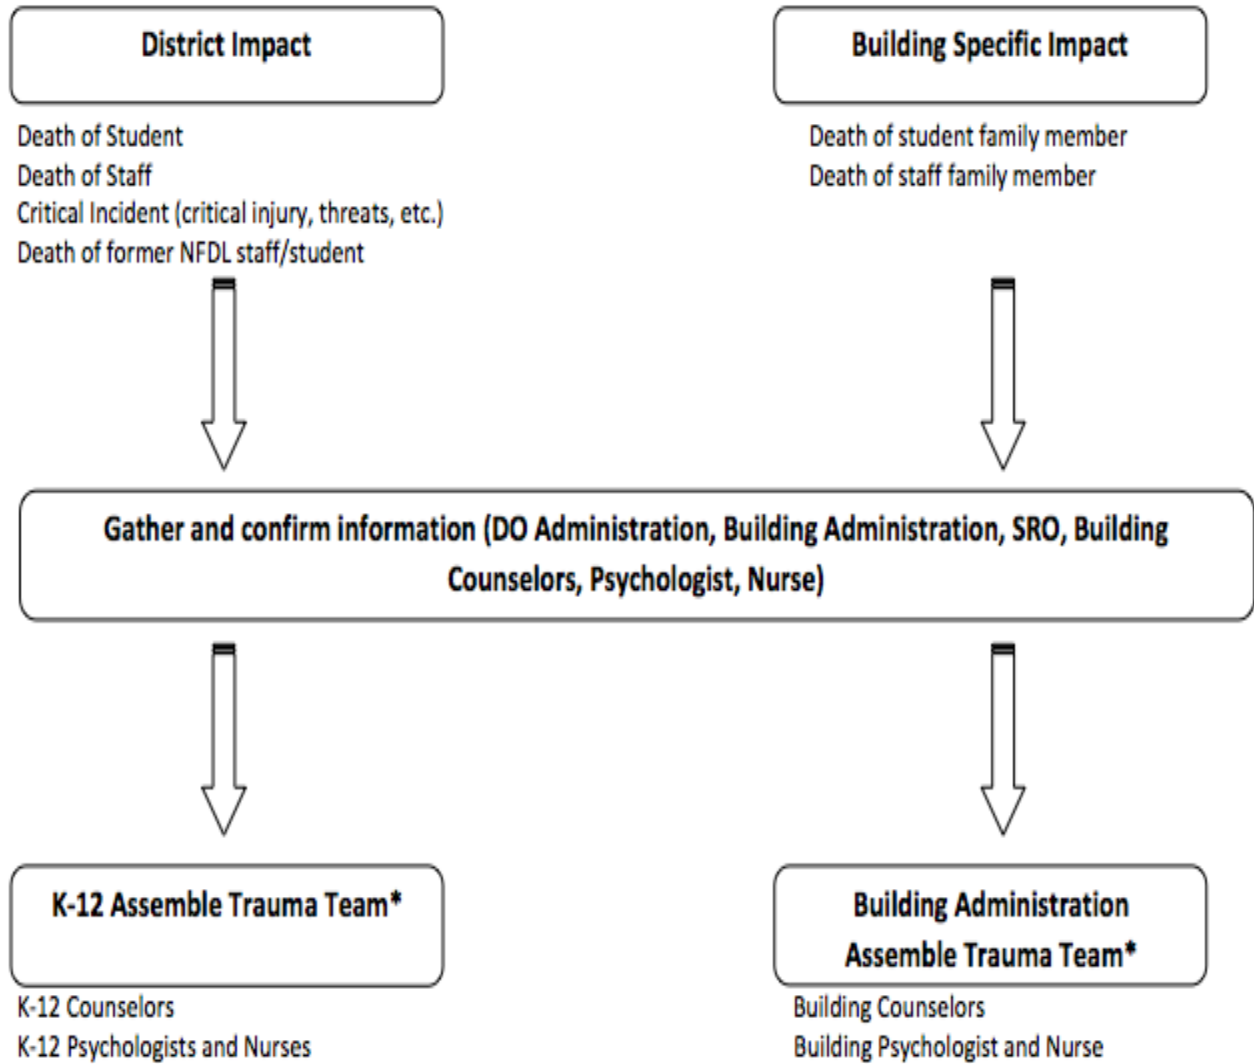 District Impact
Death of Student
Death of Staff
Critical Incident (critical injury, threats, etc.)
Death of former NFDL staff/student
Building Specific Impact
Death of student family member
Death of staff family member
Gather and confirm information (DO Administration, Building Administration, SRO, Building
Counselors, Psychologist, Nurse)
K-12 Assemble Trauma Team*
K-12 Counselors
K-12 Psychologists and Nurses
Building Administration
Assemble Trauma Team*
Building Counselors
Building Psychologist and Nurse